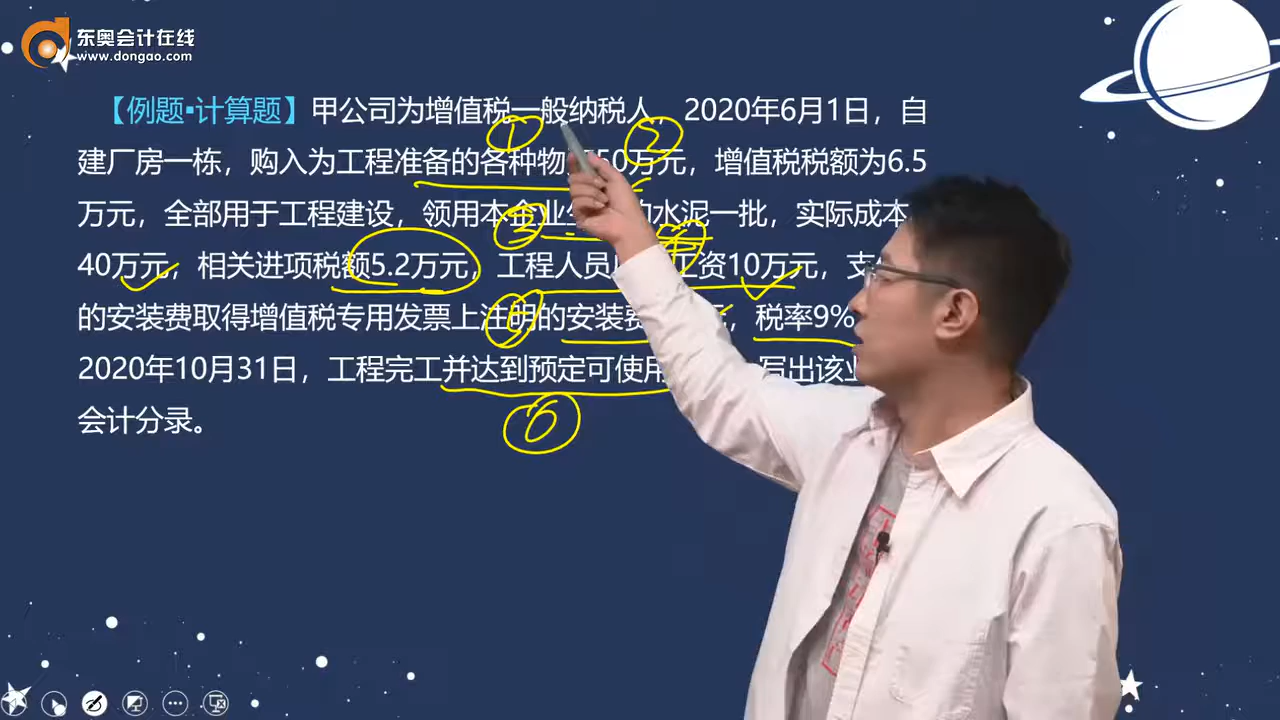 东奥会计在线
www.dongao.com
【例题▪计算题】甲公司为增值税一般纳税人，2020年6月1日，自
建厂房一栋，购入为工程准备的各种物 50万元，增值税税额为6.5
万元，全部用于工程建设，领用本企业生 的水泥一批，实际成本
40万元，相关进项税额5.2万元，工程人员 工资10万元，支
的安装费取得增值税专用发票上注明的安装费 ，税率9%
2020年10月31日，工程完工并达到预定可使用 写出该业
会计分录。
① ②
③ ④
⑤
⑥